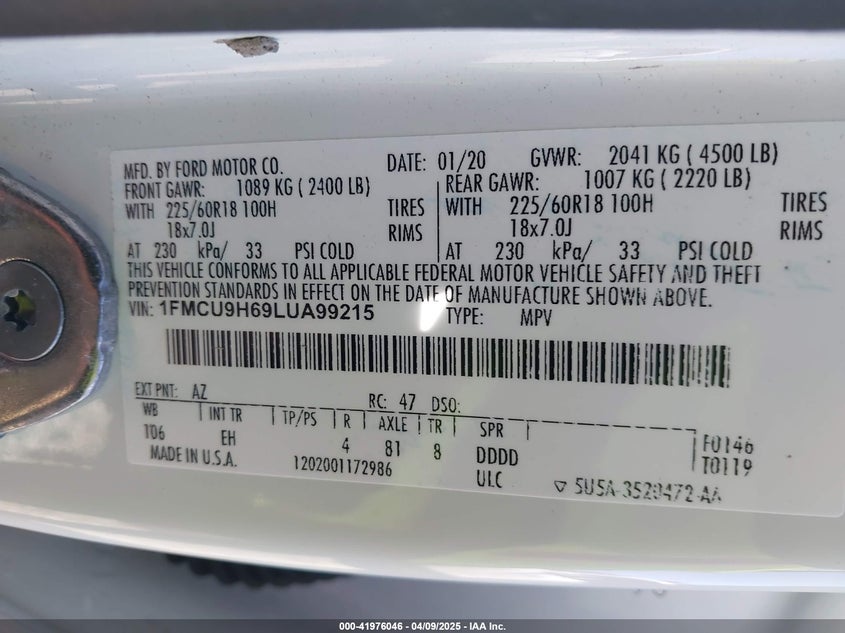 MFD. BY FORD MOTOR CO. DATE: 01/20 GVWR: 2041 KG ( 4500 LB)
FRONT GAWR: 1089 KG ( 2400 LB) REAR GAWR: 1007 KG ( 2220 LB)
WITH 225/60R18 100H TIRES WITH 225/60R18 100H TIRES
18x7.0J RIMS 18x7.0J RIMS
AT 230 kPa/ 33 PSI COLD AT 230 kPa/ 33 PSI COLD
THIS VEHICLE CONFORMS TO ALL APPLICABLE FEDERAL MOTOR VEHICLE SAFETY AND THEFT
PREVENTION STANDARDS IN EFFECT ON THE DATE OF MANUFACTURE SHOWN ABOVE.
VIN: 1FMCU9H69LUA99215 TYPE: MPV
EXT PNT: AZ RC: 47 DSO:
WB INT TR TP/PS R AXLE TR SPR
T06 EH 4 81 8 DDDD F0146
MADE IN U.S.A. 1202001172986 ULC T0119
5U5A-3520472-AA
000-41976046 - 04/09/2025 - IAA Inc.